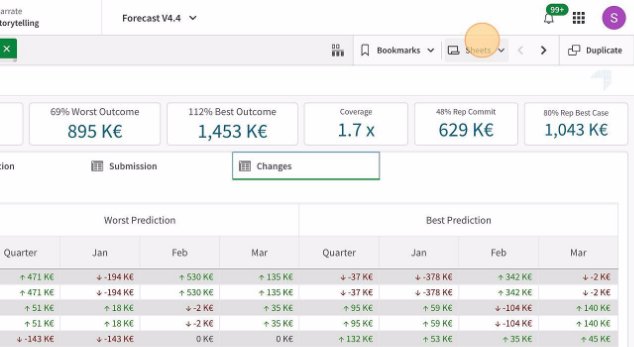 arrate
torytelling
Forecast V4.4
99+
S
Bookmarks
Sheets
Duplicate
69% Worst Outcome
895 K€
112% Best Outcome
1,453 K€
Coverage
1.7 x
48% Rep Commit
629 K€
80% Rep Best Case
1,043 K€
ion
Submission
Changes
Worst Prediction Best Prediction
Quarter Jan Feb Mar Quarter Jan Feb Mar
↑ 471 K€ ↓ -194 K€ ↑ 530 K€ ↑ 135 K€ ↓ -37 K€ ↓ -378 K€ ↑ 342 K€ ↓ -2 K€
↑ 471 K€ ↓ -194 K€ ↑ 530 K€ ↑ 135 K€ ↓ -37 K€ ↓ -378 K€ ↑ 342 K€ ↓ -2 K€
↑ 51 K€ ↑ 18 K€ ↓ -2 K€ ↑ 35 K€ ↑ 95 K€ ↑ 59 K€ ↓ -104 K€ ↑ 140 K€
↑ 51 K€ ↑ 18 K€ ↓ -2 K€ ↑ 35 K€ ↑ 95 K€ ↑ 59 K€ ↓ -104 K€ ↑ 140 K€
↓ -143 K€ ↓ -143 K€ 0 K€ 0 K€ ↑ 132 K€ ↑ 53 K€ ↑ 35 K€ ↑ 45 K€